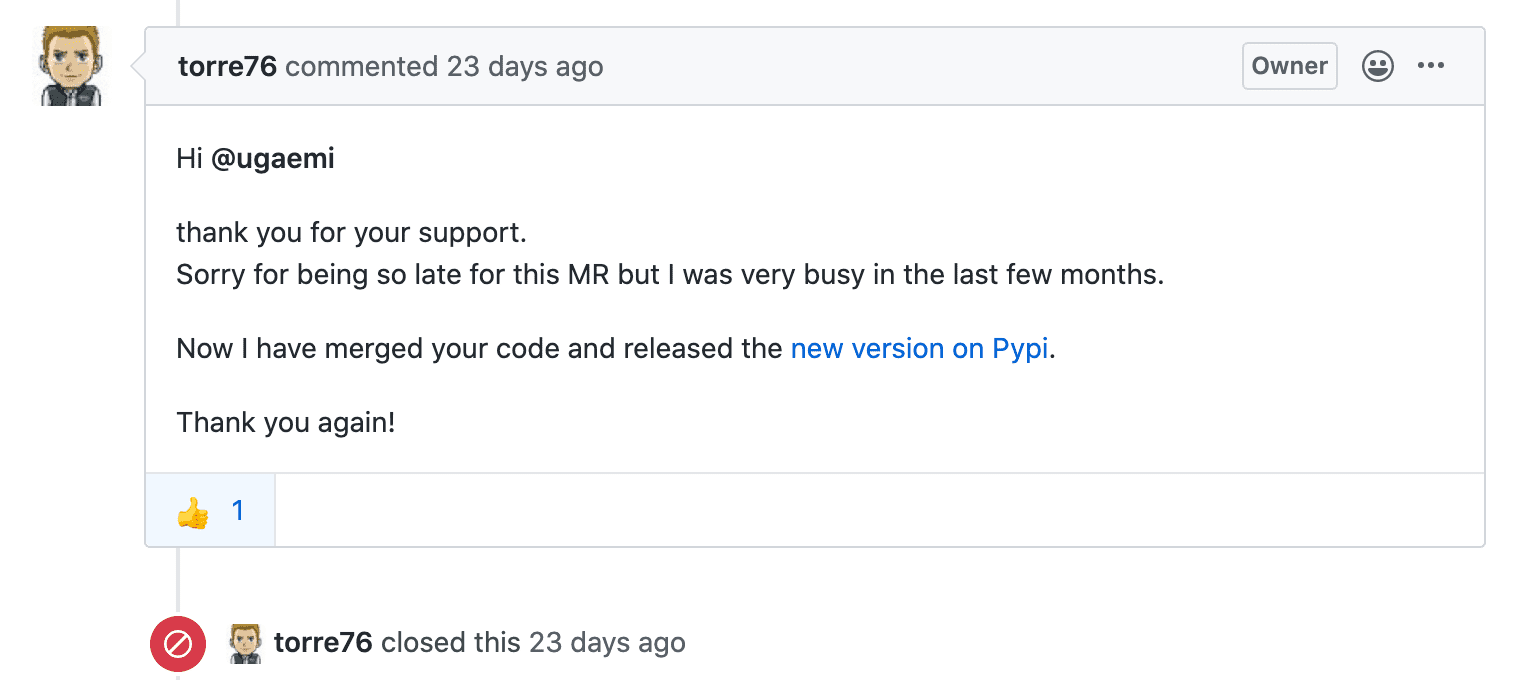 torre76 commented 23 days ago Owner
Hi @ugaemi
thank you for your support.
Sorry for being so late for this MR but I was very busy in the last few months.
Now I have merged your code and released the new version on Pypi.
Thank you again!
👍 1
torre76 closed this 23 days ago